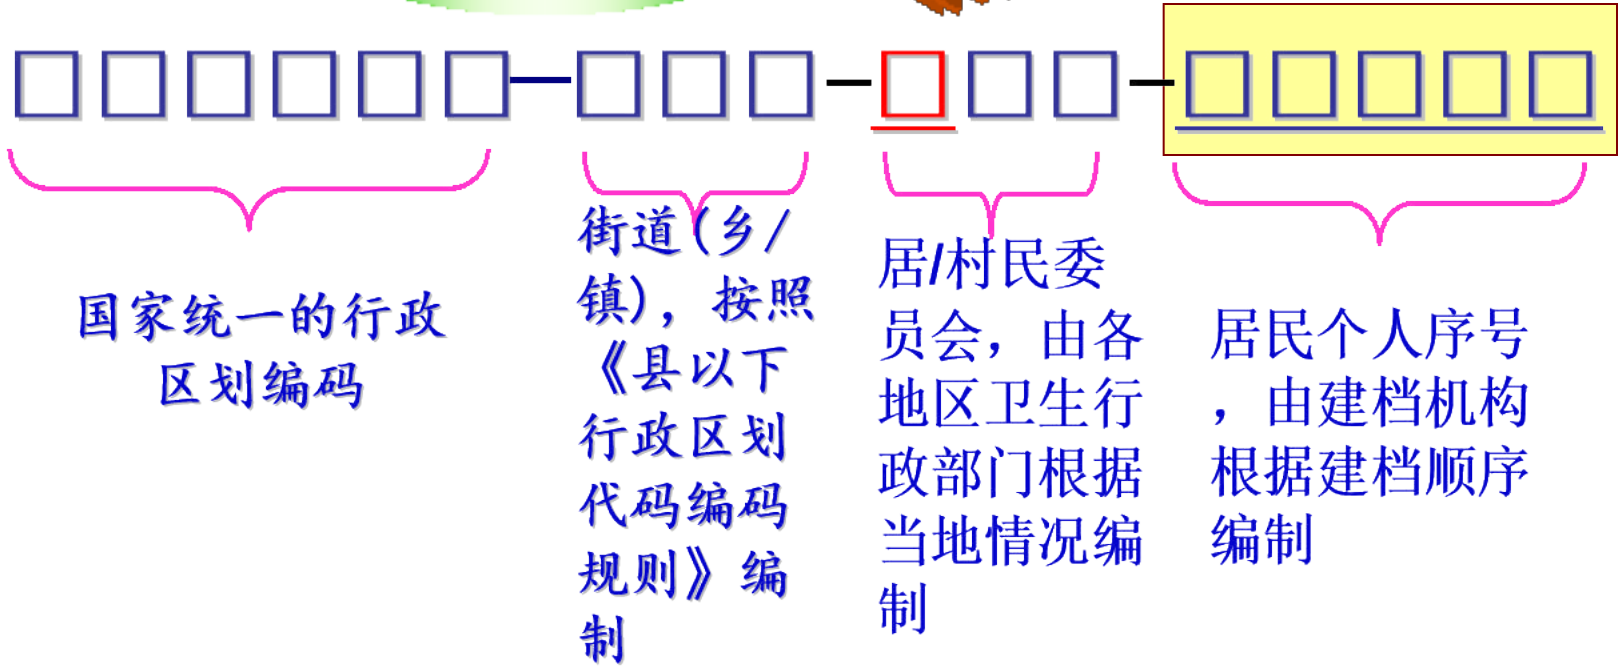 □□□□□□—□□□—□□□—□□□□□
国家统一的行政
区划编码
街道(乡/
镇)，按照
《县以下
行政区划
代码编码
规则》编
制
居/村民委
员会，由各
地区卫生行
政部门根据
当地情况编
制
居民个人序号
，由建档机构
根据建档顺序
编制